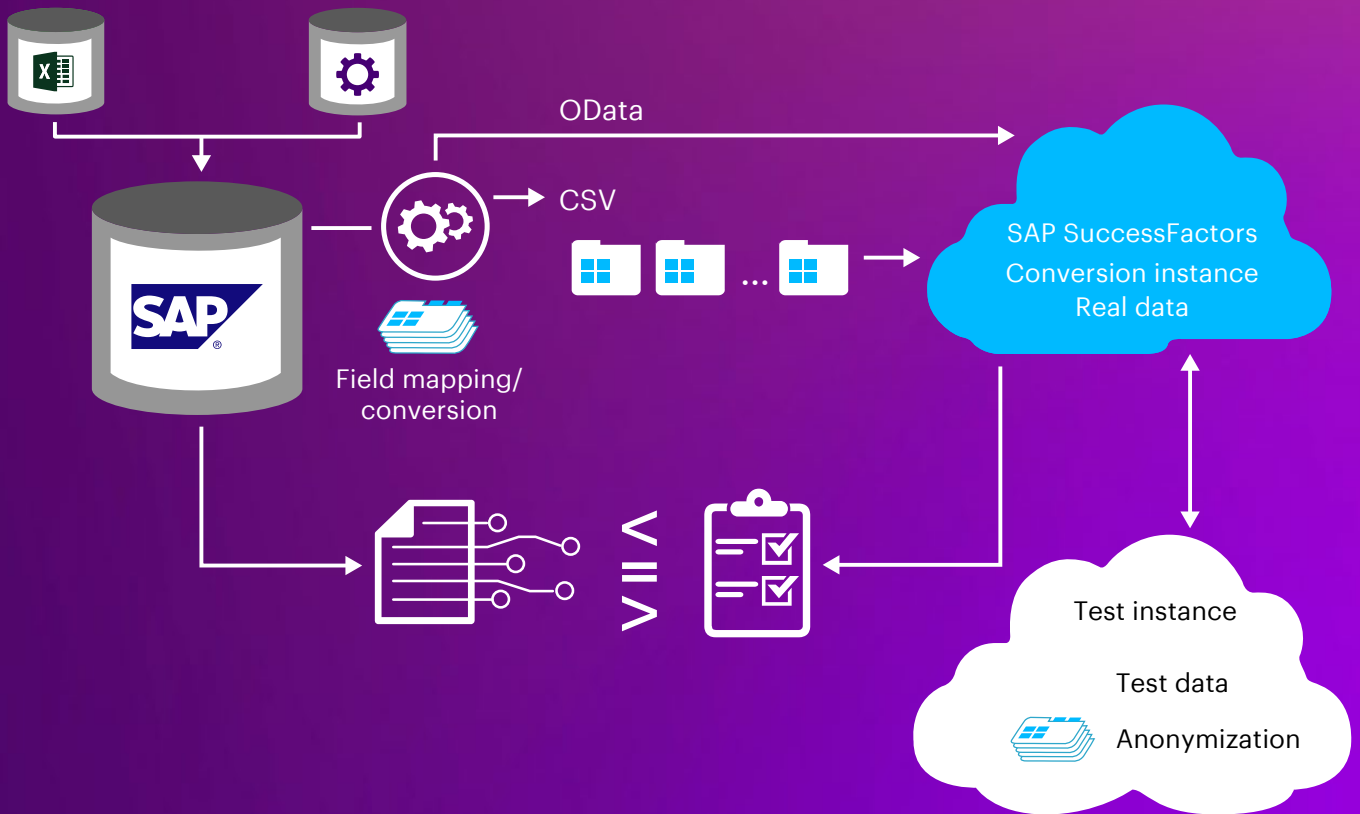 X
OData
CSV
...
SAP
®
SAP SuccessFactors
Conversion instance
Real data
Field mapping/
conversion
<
=
>
Test instance
Test data
Anonymization